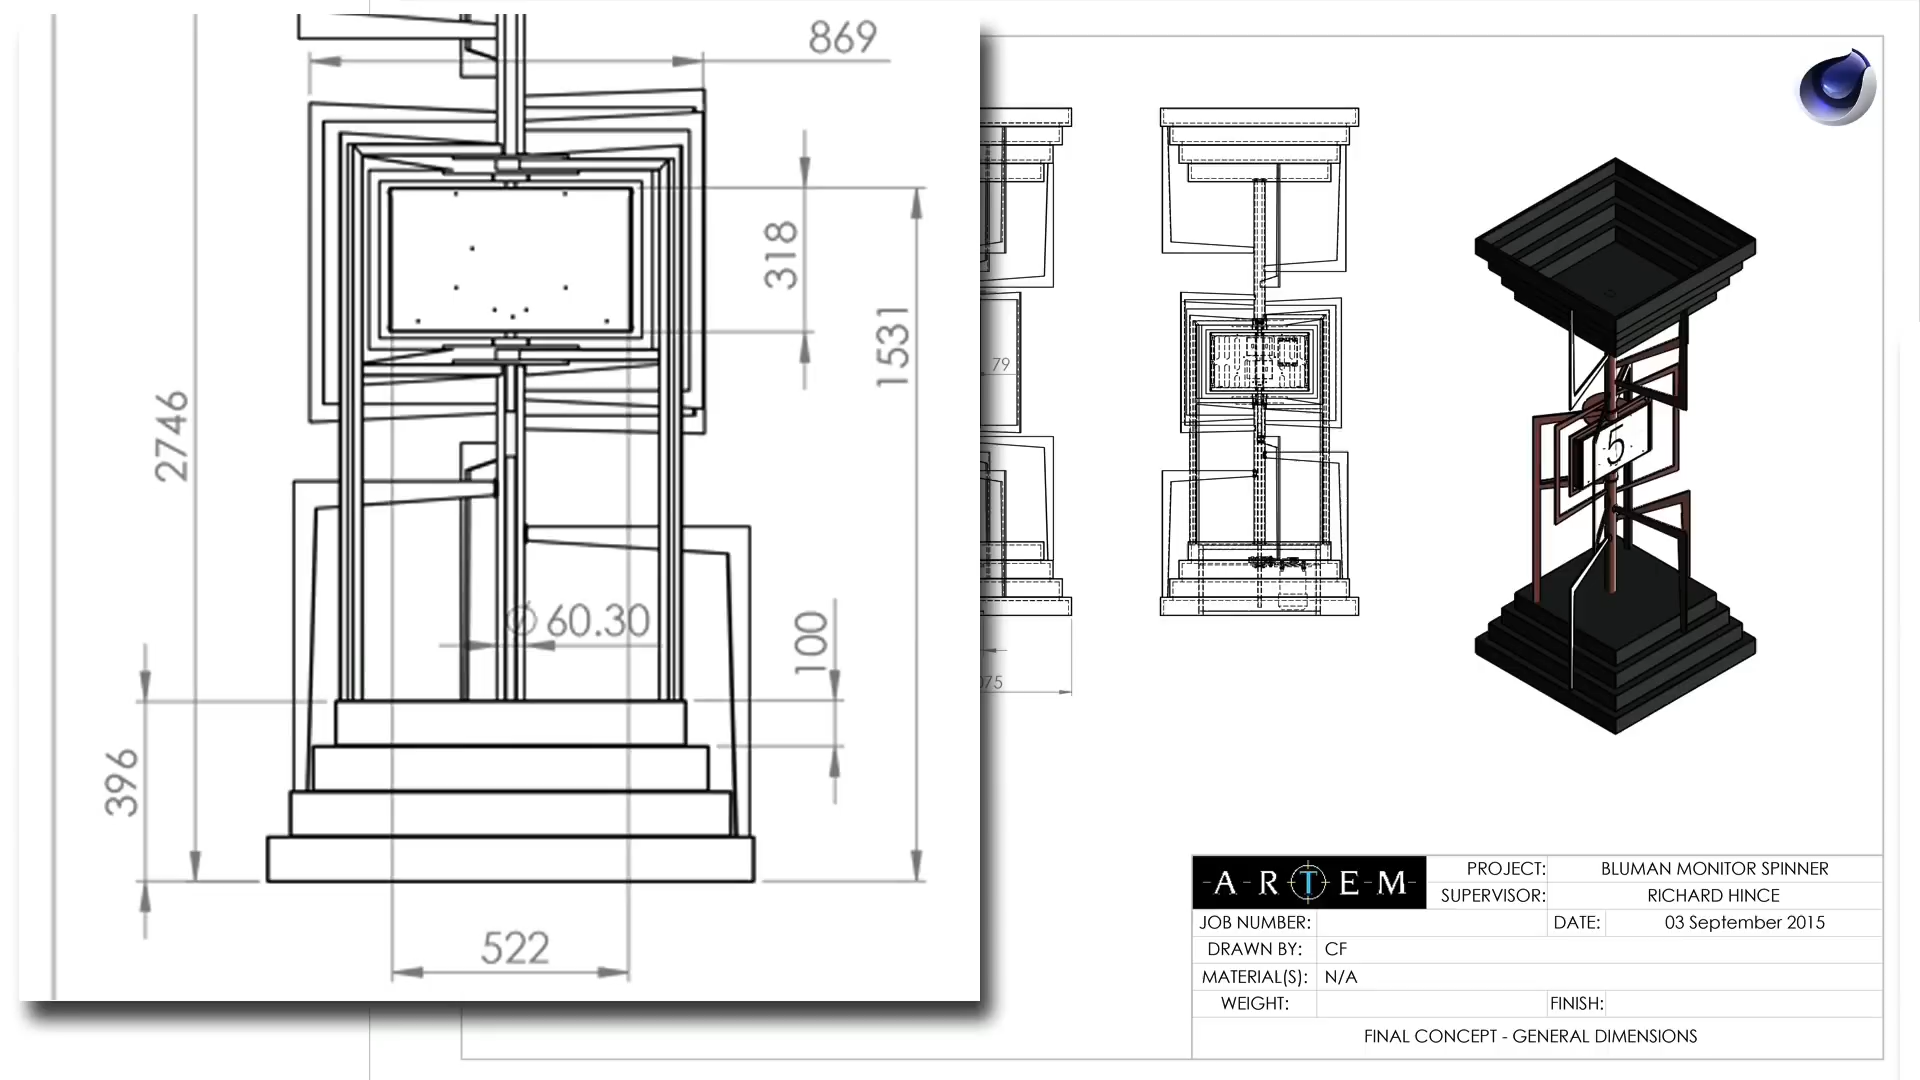 869
318
1531
2746
Ø 60.30
100
396
522
79
075
5
A R T E M
PROJECT: BLUMAN MONITOR SPINNER
SUPERVISOR: RICHARD HINCE
JOB NUMBER: DATE: 03 September 2015
DRAWN BY: CF
MATERIAL(S): N/A
WEIGHT: FINISH:
FINAL CONCEPT - GENERAL DIMENSIONS